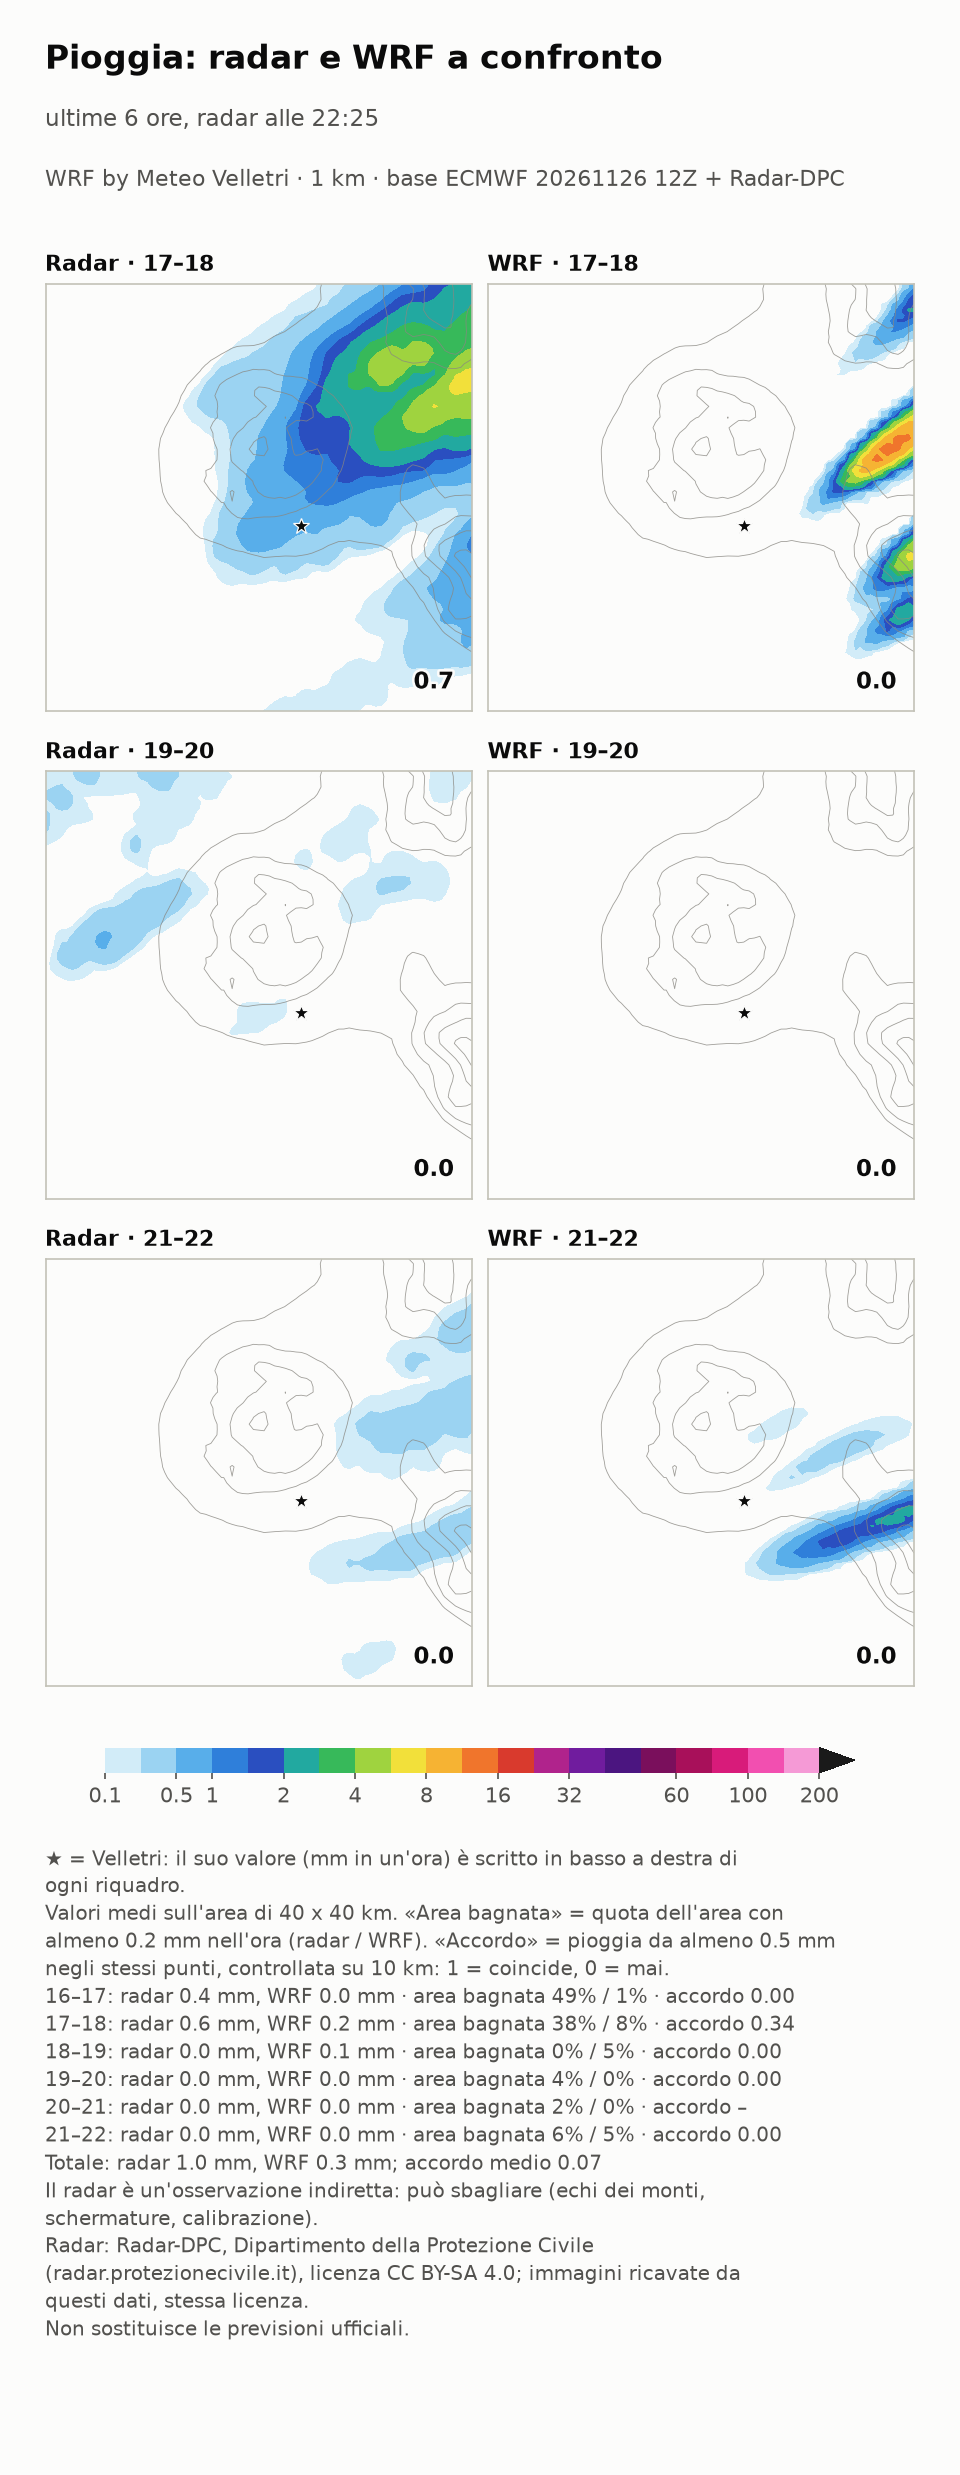 Pioggia: radar e WRF a confronto
ultime 6 ore, radar alle 22:25
WRF by Meteo Velletri · 1 km · base ECMWF 20261126 12Z + Radar-DPC
Radar · 17–18
WRF · 17–18
0.7
0.0
Radar · 19–20
WRF · 19–20
0.0
0.0
Radar · 21–22
WRF · 21–22
0.0
0.0
0.1 0.5 1 2 4 8 16 32 60 100 200
★ = Velletri: il suo valore (mm in un'ora) è scritto in basso a destra di
ogni riquadro.
Valori medi sull'area di 40 x 40 km. «Area bagnata» = quota dell'area con
almeno 0.2 mm nell'ora (radar / WRF). «Accordo» = pioggia da almeno 0.5 mm
negli stessi punti, controllata su 10 km: 1 = coincide, 0 = mai.
16–17: radar 0.4 mm, WRF 0.0 mm · area bagnata 49% / 1% · accordo 0.00
17–18: radar 0.6 mm, WRF 0.2 mm · area bagnata 38% / 8% · accordo 0.34
18–19: radar 0.0 mm, WRF 0.1 mm · area bagnata 0% / 5% · accordo 0.00
19–20: radar 0.0 mm, WRF 0.0 mm · area bagnata 4% / 0% · accordo 0.00
20–21: radar 0.0 mm, WRF 0.0 mm · area bagnata 2% / 0% · accordo –
21–22: radar 0.0 mm, WRF 0.0 mm · area bagnata 6% / 5% · accordo 0.00
Totale: radar 1.0 mm, WRF 0.3 mm; accordo medio 0.07
Il radar è un'osservazione indiretta: può sbagliare (echi dei monti,
schermature, calibrazione).
Radar: Radar-DPC, Dipartimento della Protezione Civile
(radar.protezionecivile.it), licenza CC BY-SA 4.0; immagini ricavate da
questi dati, stessa licenza.
Non sostituisce le previsioni ufficiali.